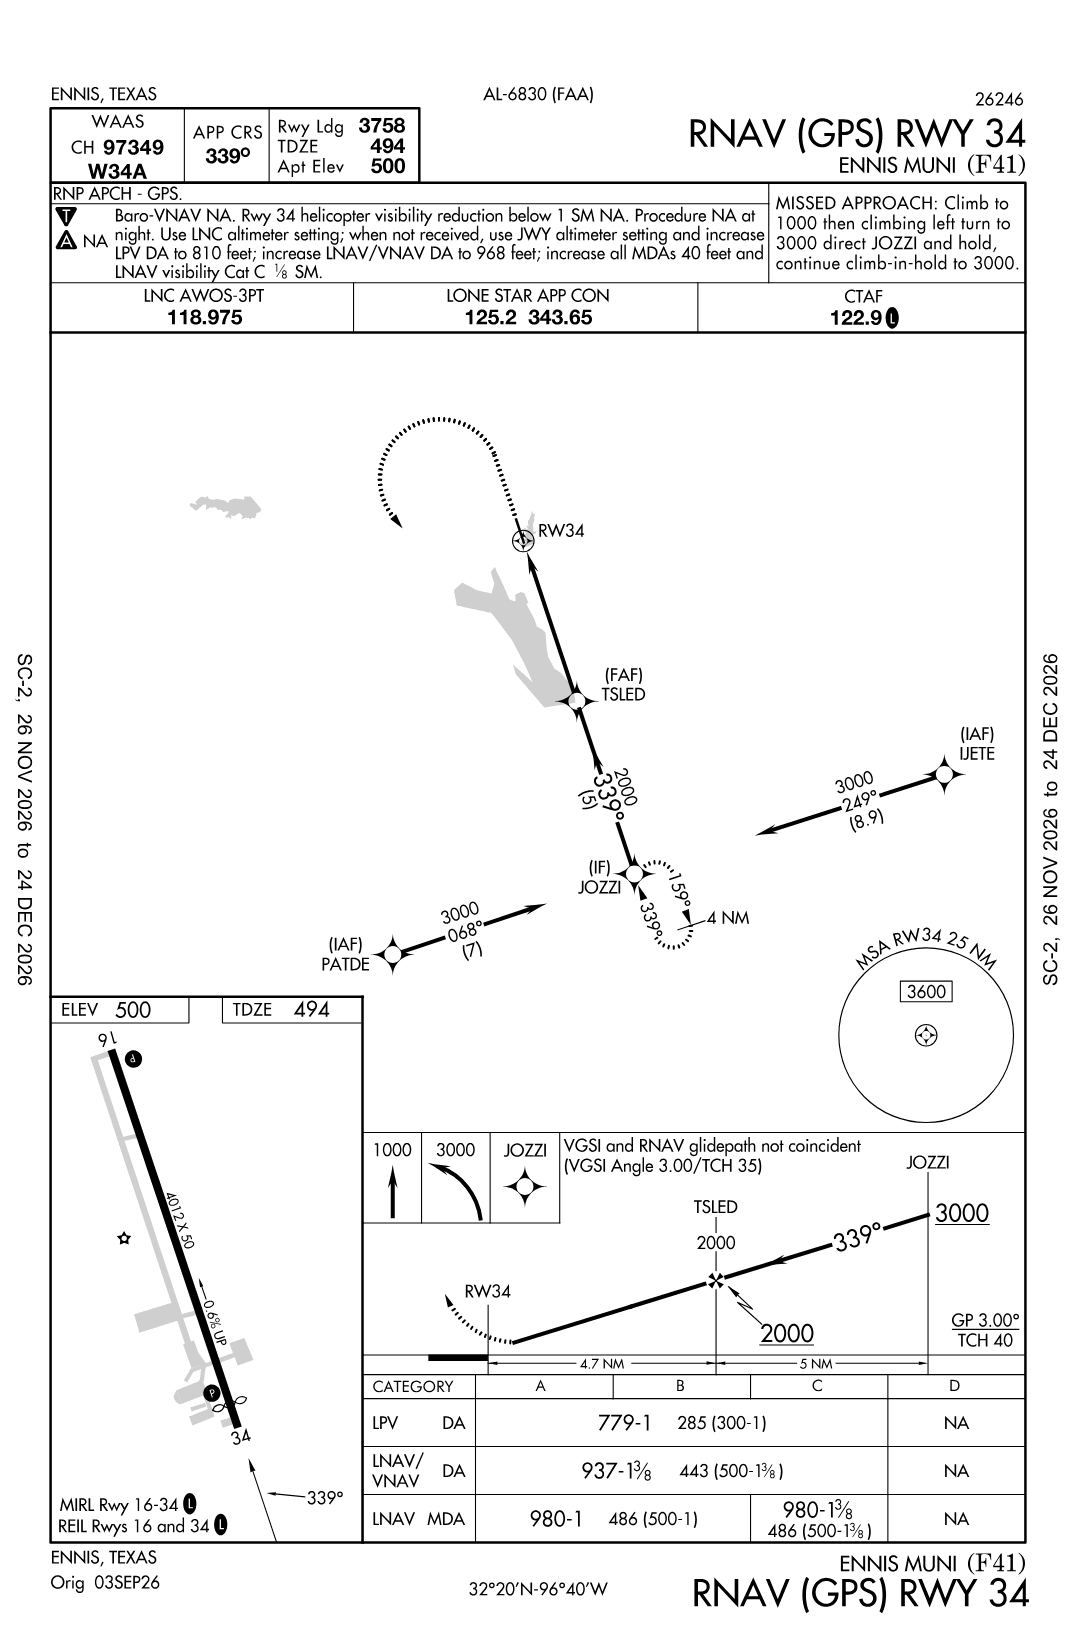 ENNIS, TEXAS
AL-6830 (FAA)
26246
WAAS
CH 97349
W34A
APP CRS
339°
Rwy Ldg 3758
TDZE 494
Apt Elev 500
RNAV (GPS) RWY 34
ENNIS MUNI (F41)
RNP APCH - GPS.
T
A NA
Baro-VNAV NA. Rwy 34 helicopter visibility reduction below 1 SM NA. Procedure NA at
night. Use LNC altimeter setting; when not received, use JWY altimeter setting and increase
LPV DA to 810 feet; increase LNAV/VNAV DA to 968 feet; increase all MDAs 40 feet and
LNAV visibility Cat C ⅛ SM.
MISSED APPROACH: Climb to
1000 then climbing left turn to
3000 direct JOZZI and hold,
continue climb-in-hold to 3000.
LNC AWOS-3PT
118.975
LONE STAR APP CON
125.2 343.65
CTAF
122.9 L
RW34
(FAF)
TSLED
(IAF)
IJETE
3000
249°
(8.9)
2000
339°
(5)
(IF)
JOZZI
159°
339°
4 NM
3000
068°
(7)
(IAF)
PATDE
MSA RW34 25 NM
3600
SC-2, 26 NOV 2026 to 24 DEC 2026
SC-2, 26 NOV 2026 to 24 DEC 2026
ELEV 500
TDZE 494
16
P
4012 X 50
0.6% UP
P
34
339°
MIRL Rwy 16-34 L
REIL Rwys 16 and 34 L
1000
3000
JOZZI
VGSI and RNAV glidepath not coincident
(VGSI Angle 3.00/TCH 35)
JOZZI
TSLED
2000
3000
339°
RW34
2000
GP 3.00°
TCH 40
4.7 NM
5 NM
CATEGORY A B C D
LPV DA 779-1 285 (300-1) NA
LNAV/
VNAV DA 937-1⅜ 443 (500-1⅜) NA
LNAV MDA 980-1 486 (500-1) 980-1⅜
486 (500-1⅜) NA
ENNIS, TEXAS
Orig 03SEP26
32°20'N-96°40'W
ENNIS MUNI (F41)
RNAV (GPS) RWY 34